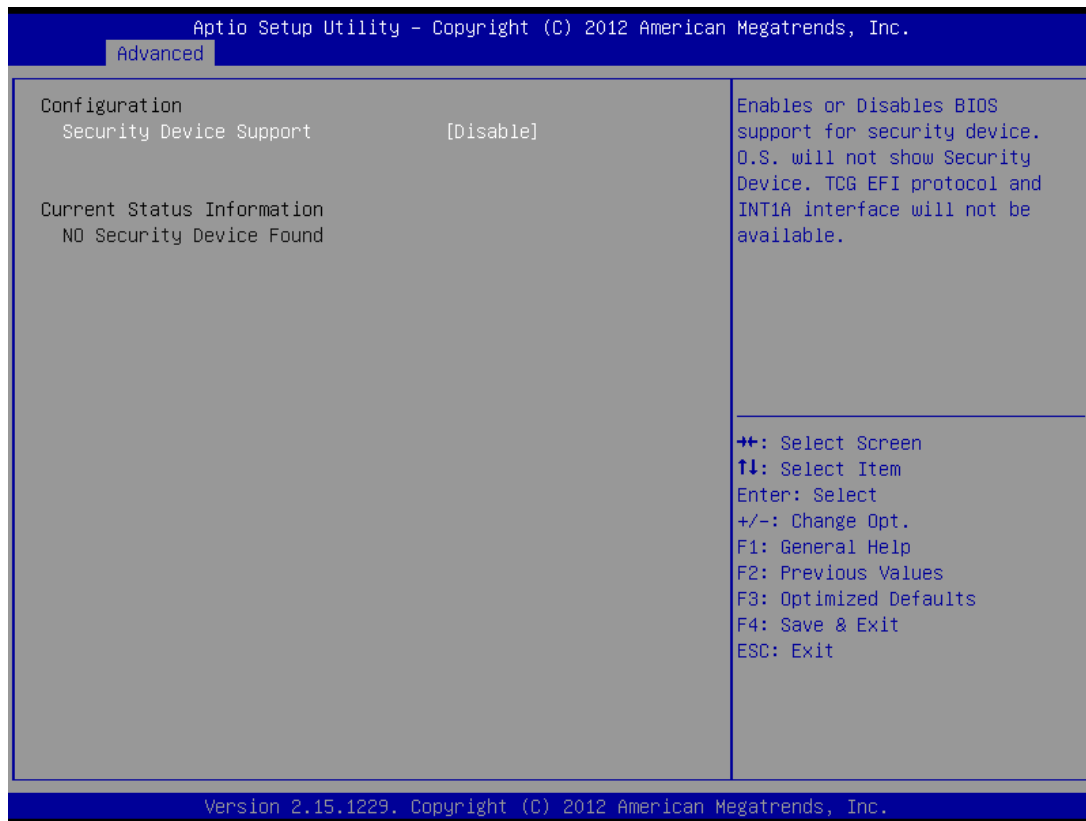 Aptio Setup Utility – Copyright (C) 2012 American Megatrends, Inc.
Advanced
Configuration
Security Device Support [Disable]
Current Status Information
NO Security Device Found
Enables or Disables BIOS
support for security device.
O.S. will not show Security
Device. TCG EFI protocol and
INT1A interface will not be
available.
→←: Select Screen
↑↓: Select Item
Enter: Select
+/-: Change Opt.
F1: General Help
F2: Previous Values
F3: Optimized Defaults
F4: Save & Exit
ESC: Exit
Version 2.15.1229. Copyright (C) 2012 American Megatrends, Inc.